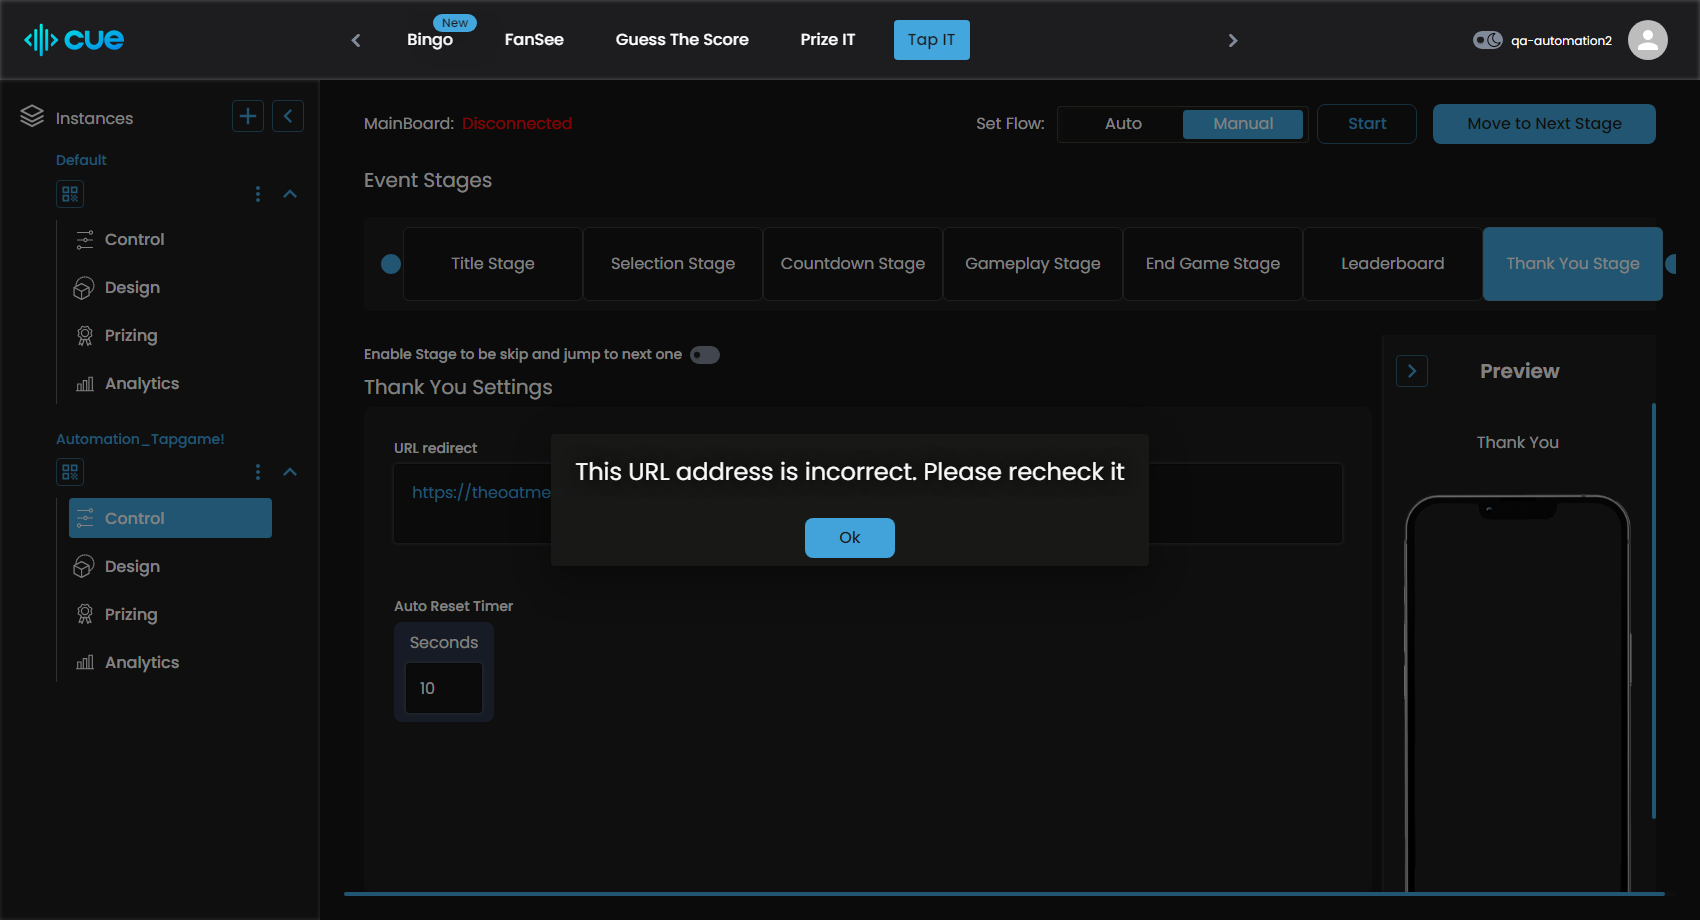 cue
New
Bingo
FanSee
Guess The Score
Prize IT
Tap IT
qa-automation2
Instances
Default
Control
Design
Prizing
Analytics
Automation_Tapgame!
Control
Design
Prizing
Analytics
MainBoard: Disconnected
Set Flow:
Auto
Manual
Start
Move to Next Stage
Event Stages
Title Stage
Selection Stage
Countdown Stage
Gameplay Stage
End Game Stage
Leaderboard
Thank You Stage
Enable Stage to be skip and jump to next one
Thank You Settings
URL redirect
https://theoatme
This URL address is incorrect. Please recheck it
Ok
Auto Reset Timer
Seconds
10
Preview
Thank You